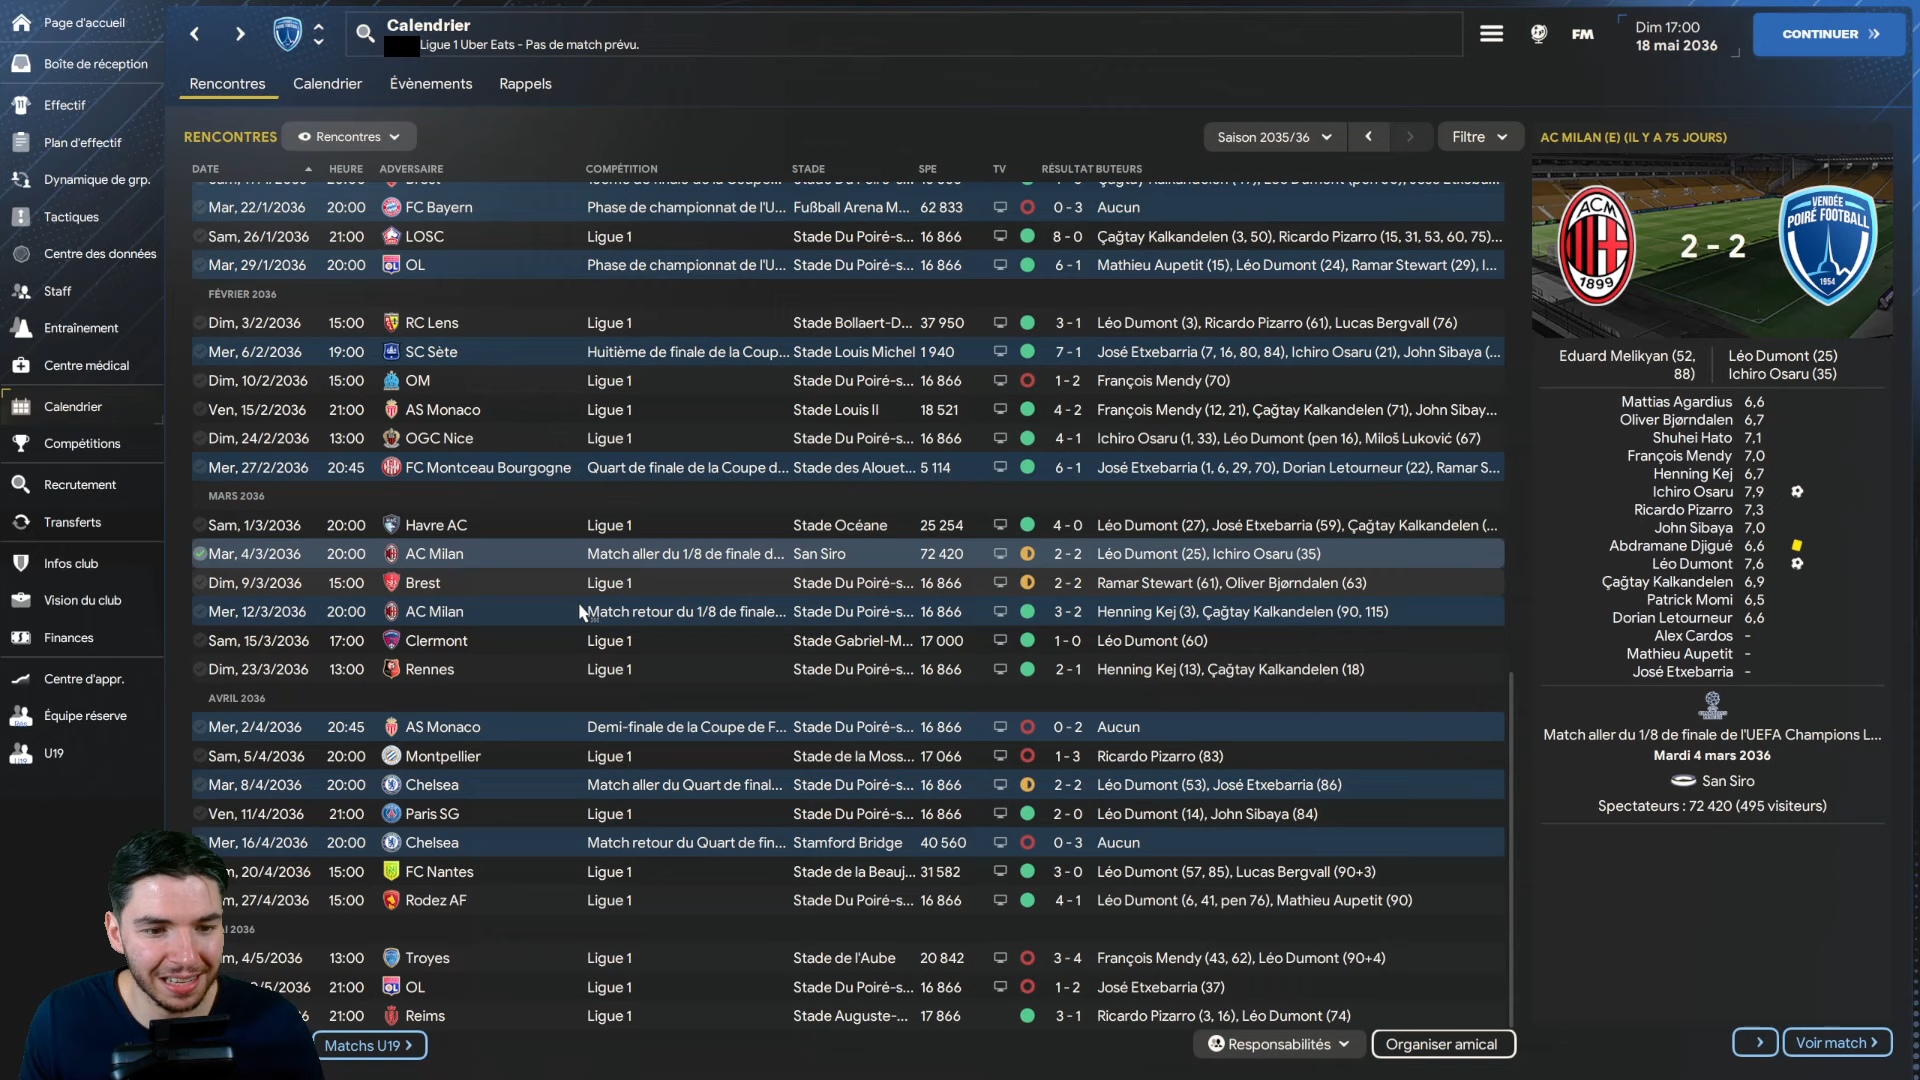 Page d'accueil
Boîte de réception
Effectif
Plan d'effectif
Dynamique de grp.
Tactiques
Centre des données
Staff
Entraînement
Centre médical
Calendrier
Compétitions
Recrutement
Transferts
Infos club
Vision du club
Finances
Centre d'appr.
Équipe réserve
U19
Calendrier
Ligue 1 Uber Eats - Pas de match prévu.
FM
Dim 17:00
18 mai 2036
CONTINUER
Rencontres Calendrier Évènements Rappels
RENCONTRES Rencontres Saison 2035/36 Filtre
DATE HEURE ADVERSAIRE COMPÉTITION STADE SPE TV RÉSULTAT BUTEURS
Mar, 22/1/2036 20:00 FC Bayern Phase de championnat de l'U... Fußball Arena M... 62 833 0 - 3 Aucun
Sam, 26/1/2036 21:00 LOSC Ligue 1 Stade Du Poiré-s... 16 866 8 - 0 Çağtay Kalkandelen (3, 50), Ricardo Pizarro (15, 31, 53, 60, 75)...
Mar, 29/1/2036 20:00 OL Phase de championnat de l'U... Stade Du Poiré-s... 16 866 6 - 1 Mathieu Aupetit (15), Léo Dumont (24), Ramar Stewart (29), I...
FÉVRIER 2036
Dim, 3/2/2036 15:00 RC Lens Ligue 1 Stade Bollaert-D... 37 950 3 - 1 Léo Dumont (3), Ricardo Pizarro (61), Lucas Bergvall (76)
Mer, 6/2/2036 19:00 SC Sète Huitième de finale de la Coup... Stade Louis Michel 1 940 7 - 1 José Etxebarria (7, 16, 80, 84), Ichiro Osaru (21), John Sibaya (...
Dim, 10/2/2036 15:00 OM Ligue 1 Stade Du Poiré-s... 16 866 1 - 2 François Mendy (70)
Ven, 15/2/2036 21:00 AS Monaco Ligue 1 Stade Louis II 18 521 4 - 2 François Mendy (12, 21), Çağtay Kalkandelen (71), John Sibay...
Dim, 24/2/2036 13:00 OGC Nice Ligue 1 Stade Du Poiré-s... 16 866 4 - 1 Ichiro Osaru (1, 33), Léo Dumont (pen 16), Miloš Luković (67)
Mer, 27/2/2036 20:45 FC Montceau Bourgogne Quart de finale de la Coupe d... Stade des Alouet... 5 114 6 - 1 José Etxebarria (1, 6, 29, 70), Dorian Letourneur (22), Ramar S...
MARS 2036
Sam, 1/3/2036 20:00 Havre AC Ligue 1 Stade Océane 25 254 4 - 0 Léo Dumont (27), José Etxebarria (59), Çağtay Kalkandelen (...
Mar, 4/3/2036 20:00 AC Milan Match aller du 1/8 de finale d... San Siro 72 420 2 - 2 Léo Dumont (25), Ichiro Osaru (35)
Dim, 9/3/2036 15:00 Brest Ligue 1 Stade Du Poiré-s... 16 866 2 - 2 Ramar Stewart (61), Oliver Bjørndalen (63)
Mer, 12/3/2036 20:00 AC Milan Match retour du 1/8 de finale... Stade Du Poiré-s... 16 866 3 - 2 Henning Kej (3), Çağtay Kalkandelen (90, 115)
Sam, 15/3/2036 17:00 Clermont Ligue 1 Stade Gabriel-M... 17 000 1 - 0 Léo Dumont (60)
Dim, 23/3/2036 13:00 Rennes Ligue 1 Stade Du Poiré-s... 16 866 2 - 1 Henning Kej (13), Çağtay Kalkandelen (18)
AVRIL 2036
Mer, 2/4/2036 20:45 AS Monaco Demi-finale de la Coupe de F... Stade Du Poiré-s... 16 866 0 - 2 Aucun
Sam, 5/4/2036 20:00 Montpellier Ligue 1 Stade de la Moss... 17 066 1 - 3 Ricardo Pizarro (83)
Mar, 8/4/2036 20:00 Chelsea Match aller du Quart de final... Stade Du Poiré-s... 16 866 2 - 2 Léo Dumont (53), José Etxebarria (86)
Ven, 11/4/2036 21:00 Paris SG Ligue 1 Stade Du Poiré-s... 16 866 2 - 0 Léo Dumont (14), John Sibaya (84)
Mer, 16/4/2036 20:00 Chelsea Match retour du Quart de fin... Stamford Bridge 40 560 0 - 3 Aucun
m, 20/4/2036 15:00 FC Nantes Ligue 1 Stade de la Beauj... 31 582 3 - 0 Léo Dumont (57, 85), Lucas Bergvall (90+3)
m, 27/4/2036 15:00 Rodez AF Ligue 1 Stade Du Poiré-s... 16 866 4 - 1 Léo Dumont (6, 41, pen 76), Mathieu Aupetit (90)
AI 2036
m, 4/5/2036 13:00 Troyes Ligue 1 Stade de l'Aube 20 842 3 - 4 François Mendy (43, 62), Léo Dumont (90+4)
/5/2036 21:00 OL Ligue 1 Stade Du Poiré-s... 16 866 1 - 2 José Etxebarria (37)
6 21:00 Reims Ligue 1 Stade Auguste-... 17 866 3 - 1 Ricardo Pizarro (3, 16), Léo Dumont (74)
Matchs U19 Responsabilités Organiser amical
AC MILAN (E) (IL Y A 75 JOURS)
ACM
1899
2 - 2
VENDÉE
POIRÉ FOOTBALL
1954
Eduard Melikyan (52,
88)
Léo Dumont (25)
Ichiro Osaru (35)
Mattias Agardius 6,6
Oliver Bjørndalen 6,7
Shuhei Hato 7,1
François Mendy 7,0
Henning Kej 6,7
Ichiro Osaru 7,9
Ricardo Pizarro 7,3
John Sibaya 7,0
Abdramane Djigué 6,6
Léo Dumont 7,6
Çağtay Kalkandelen 6,9
Patrick Momi 6,5
Dorian Letourneur 6,6
Alex Cardos -
Mathieu Aupetit -
José Etxebarria -
Match aller du 1/8 de finale de l'UEFA Champions L...
Mardi 4 mars 2036
San Siro
Spectateurs : 72 420 (495 visiteurs)
Voir match